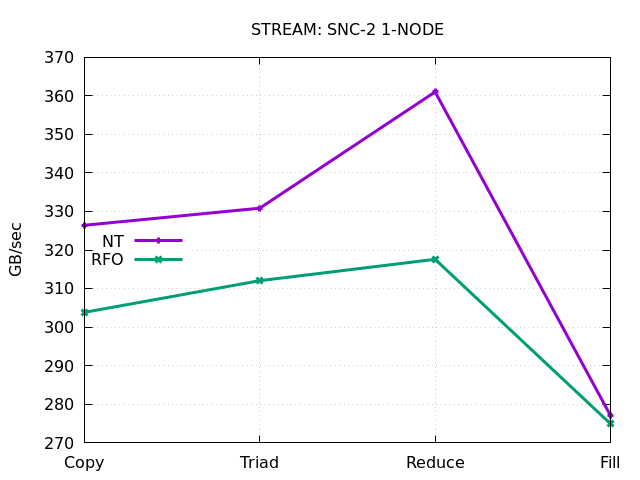 STREAM: SNC-2 1-NODE
370
360
350
340
330
320
310
300
290
280
270
GB/sec
NT
RFO
Copy Triad Reduce Fill